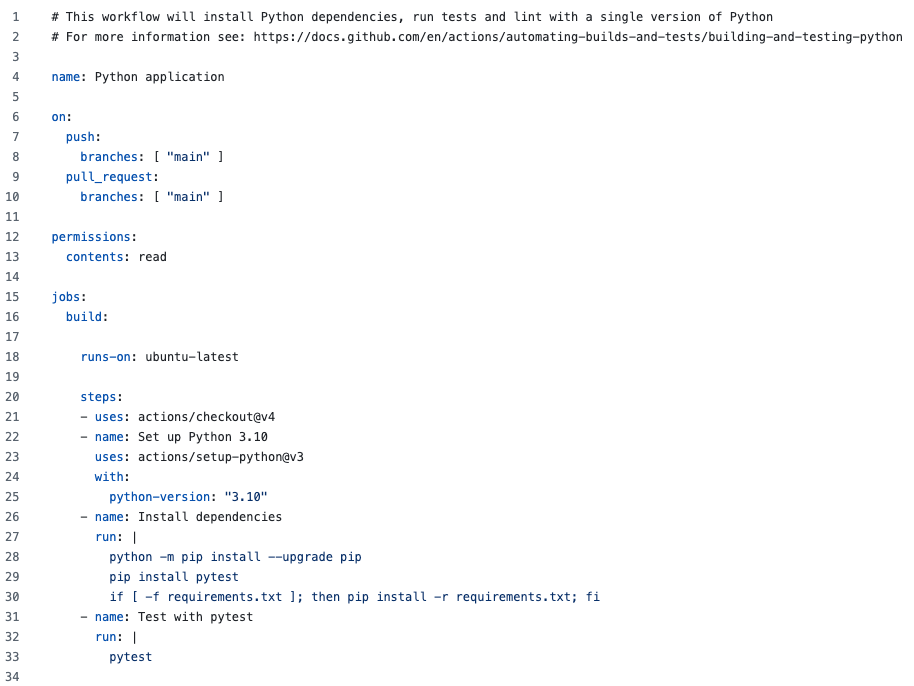 1 # This workflow will install Python dependencies, run tests and lint with a single version of Python
2 # For more information see: https://docs.github.com/en/actions/automating-builds-and-tests/building-and-testing-python
3
4 name: Python application
5
6 on:
7   push:
8     branches: [ "main" ]
9   pull_request:
10     branches: [ "main" ]
11
12 permissions:
13   contents: read
14
15 jobs:
16   build:
17
18     runs-on: ubuntu-latest
19
20     steps:
21     - uses: actions/checkout@v4
22     - name: Set up Python 3.10
23       uses: actions/setup-python@v3
24       with:
25         python-version: "3.10"
26     - name: Install dependencies
27       run: |
28         python -m pip install --upgrade pip
29         pip install pytest
30         if [ -f requirements.txt ]; then pip install -r requirements.txt; fi
31     - name: Test with pytest
32       run: |
33         pytest
34